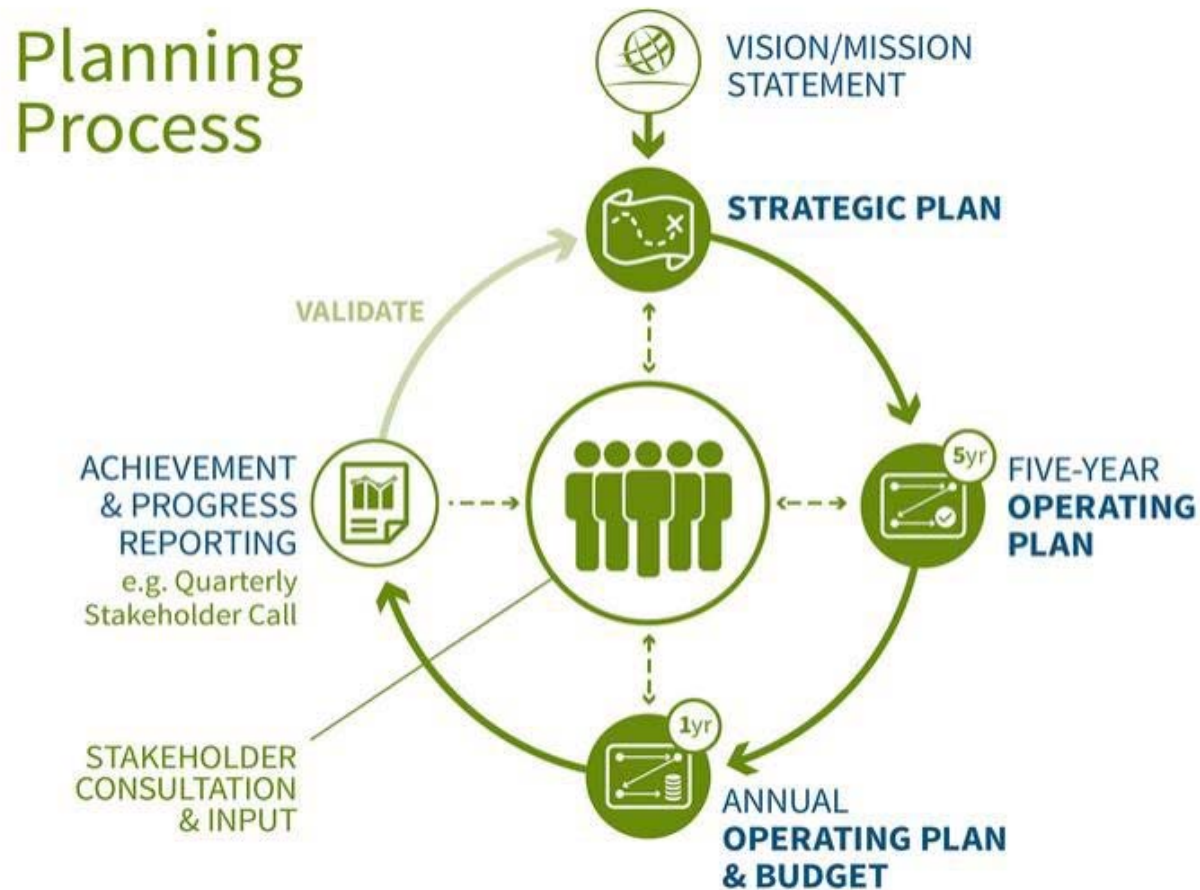 Planning
Process
VISION/MISSION
STATEMENT
STRATEGIC PLAN
VALIDATE
5yr
FIVE-YEAR
OPERATING
PLAN
ACHIEVEMENT
& PROGRESS
REPORTING
e.g. Quarterly
Stakeholder Call
1yr
ANNUAL
OPERATING PLAN
& BUDGET
STAKEHOLDER
CONSULTATION
& INPUT